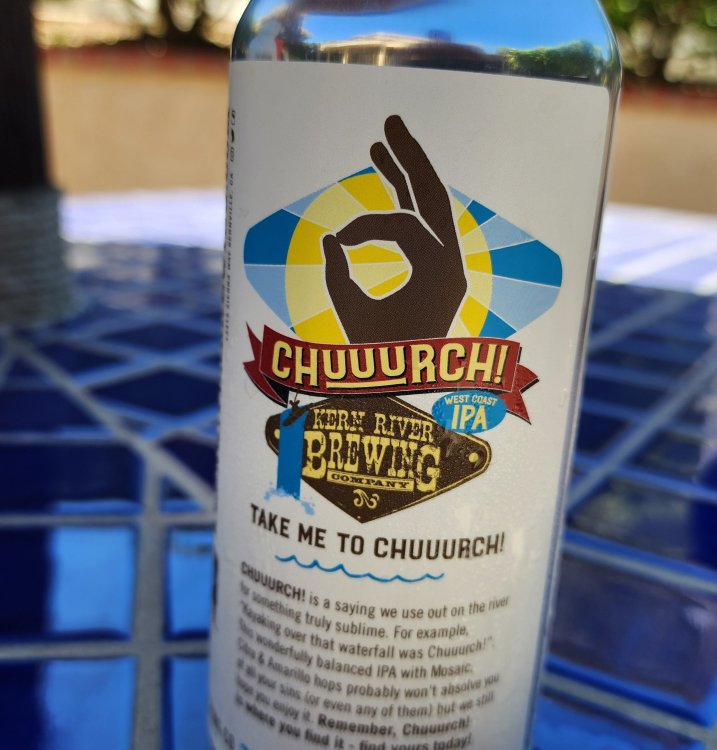 CHUUURCH!
WEST COAST
IPA
KERN RIVER
BREWING
COMPANY
TAKE ME TO CHUUURCH!
CHUUURCH! is a saying we use out on the river
for something truly sublime. For example,
"Kayaking over that waterfall was Chuuurch!".
This wonderfully balanced IPA with Mosaic,
Citra & Amarillo hops probably won't absolve you
of all your sins (or even any of them) but we still
hope you enjoy it. Remember, Chuuurch!
is where you find it - find yours today!